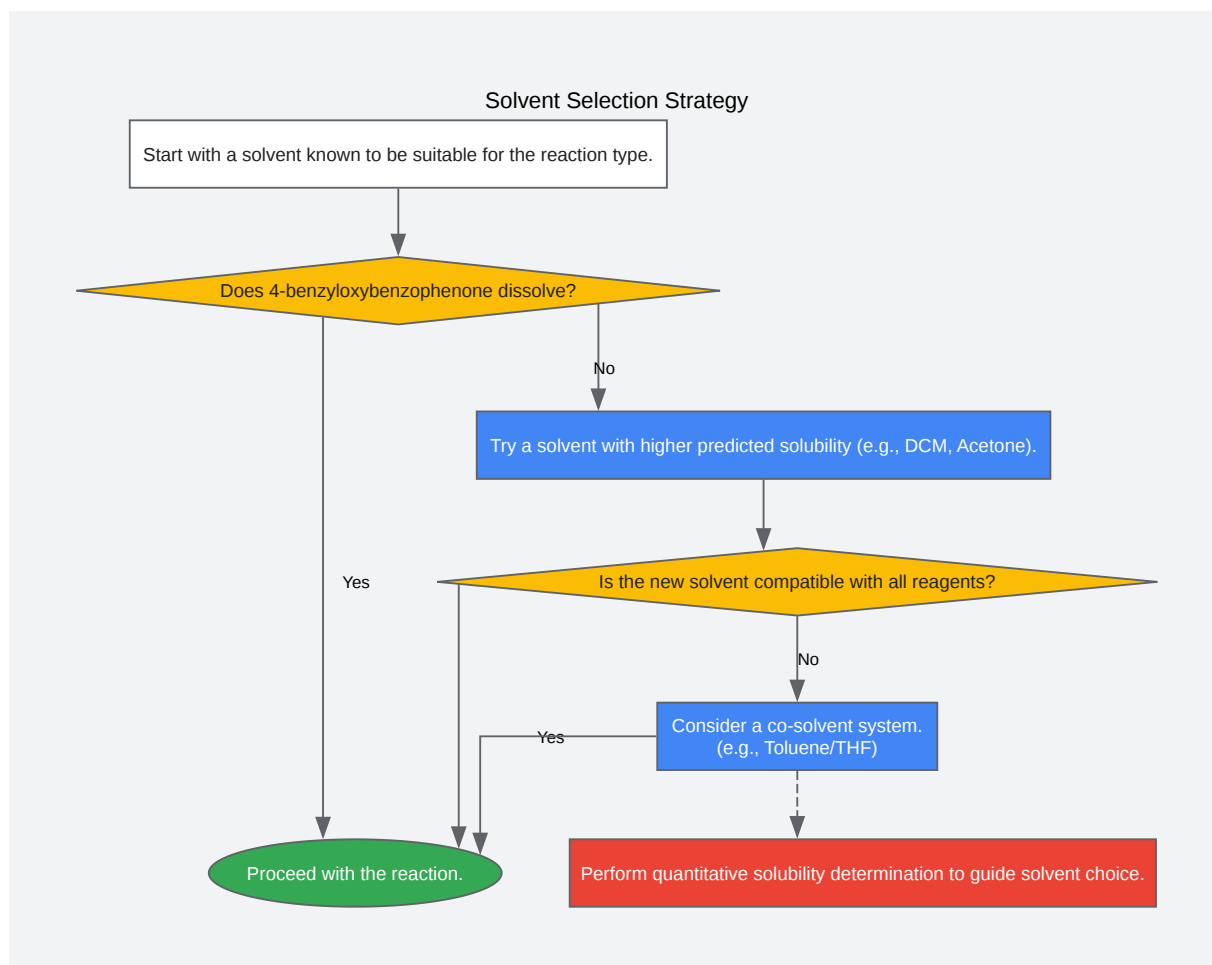 Solvent Selection Strategy
Start with a solvent known to be suitable for the reaction type.
Does 4-benzyloxybenzophenone dissolve?
No
Try a solvent with higher predicted solubility (e.g., DCM, Acetone).
Yes
Is the new solvent compatible with all reagents?
No
Consider a co-solvent system.
(e.g., Toluene/THF)
Yes
Proceed with the reaction.
Perform quantitative solubility determination to guide solvent choice.